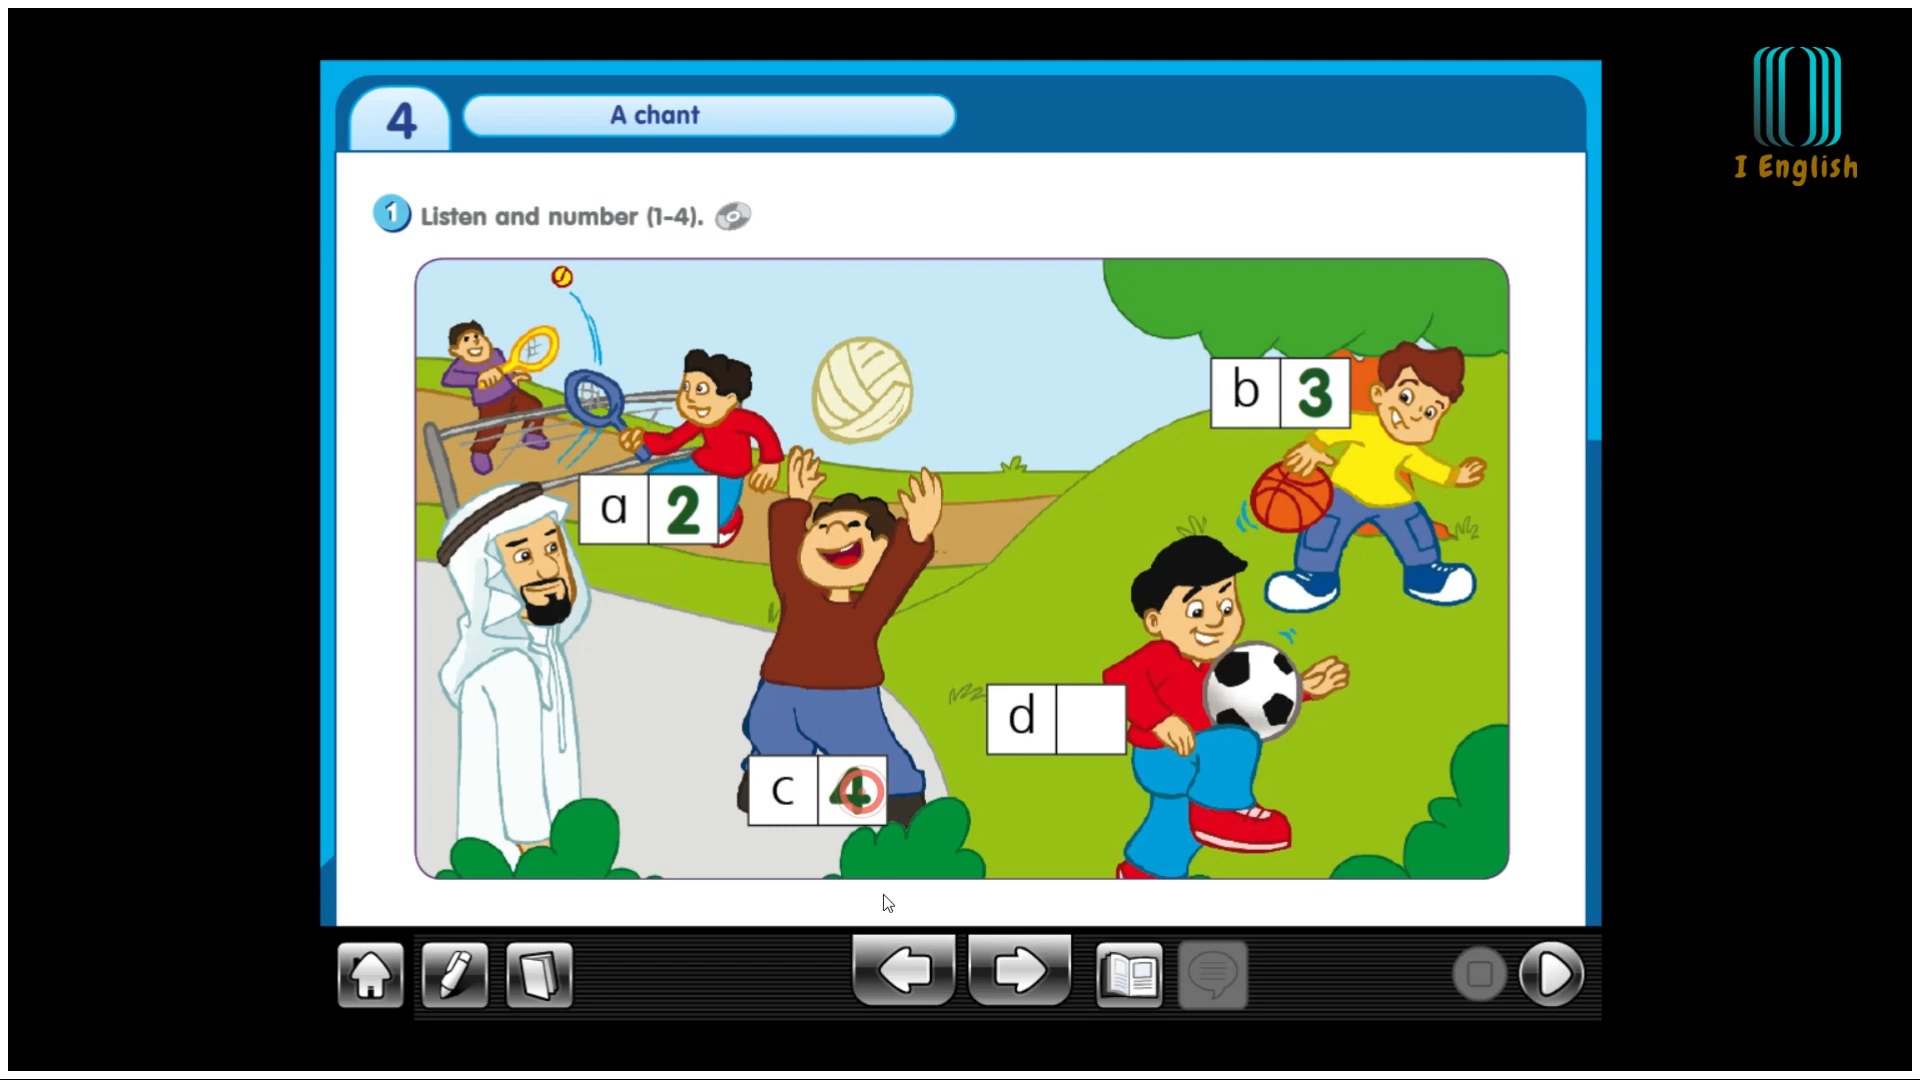 I English
4
A chant
1 Listen and number (1-4).
b 3
a 2
d
c 4